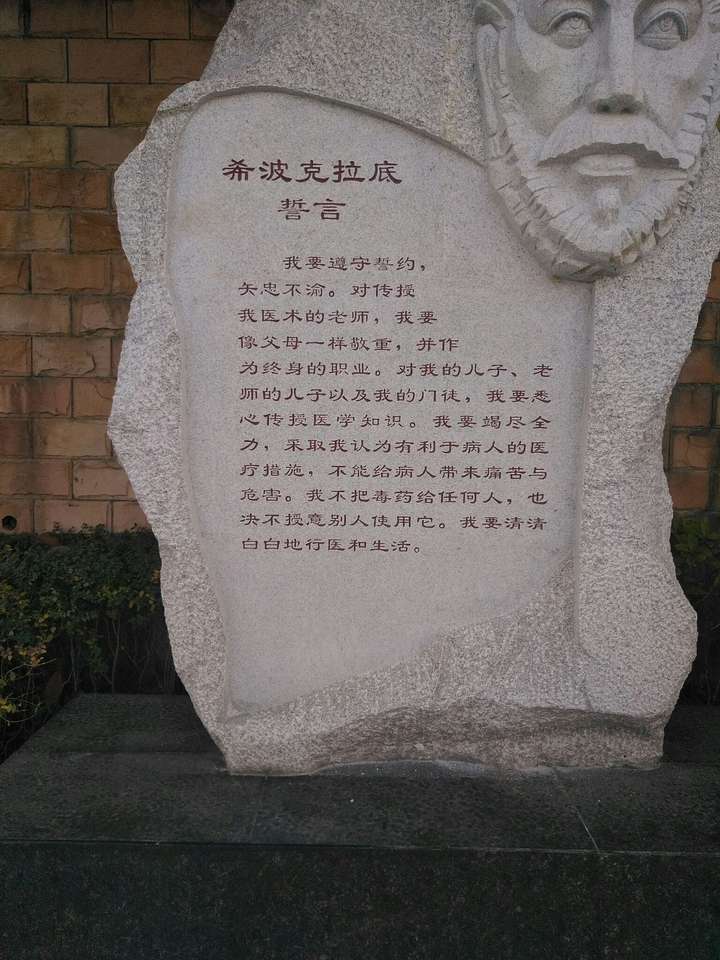 希波克拉底
誓言
我要遵守誓约，
矢忠不渝。对传授
我医术的老师，我要
像父母一样敬重，并作
为终身的职业。对我的儿子、老
师的儿子以及我的门徒，我要悉
心传授医学知识。我要竭尽全
力，采取我认为有利于病人的医
疗措施，不能给病人带来痛苦与
危害。我不把毒药给任何人，也
决不授意别人使用它。我要清清
白白地行医和生活。